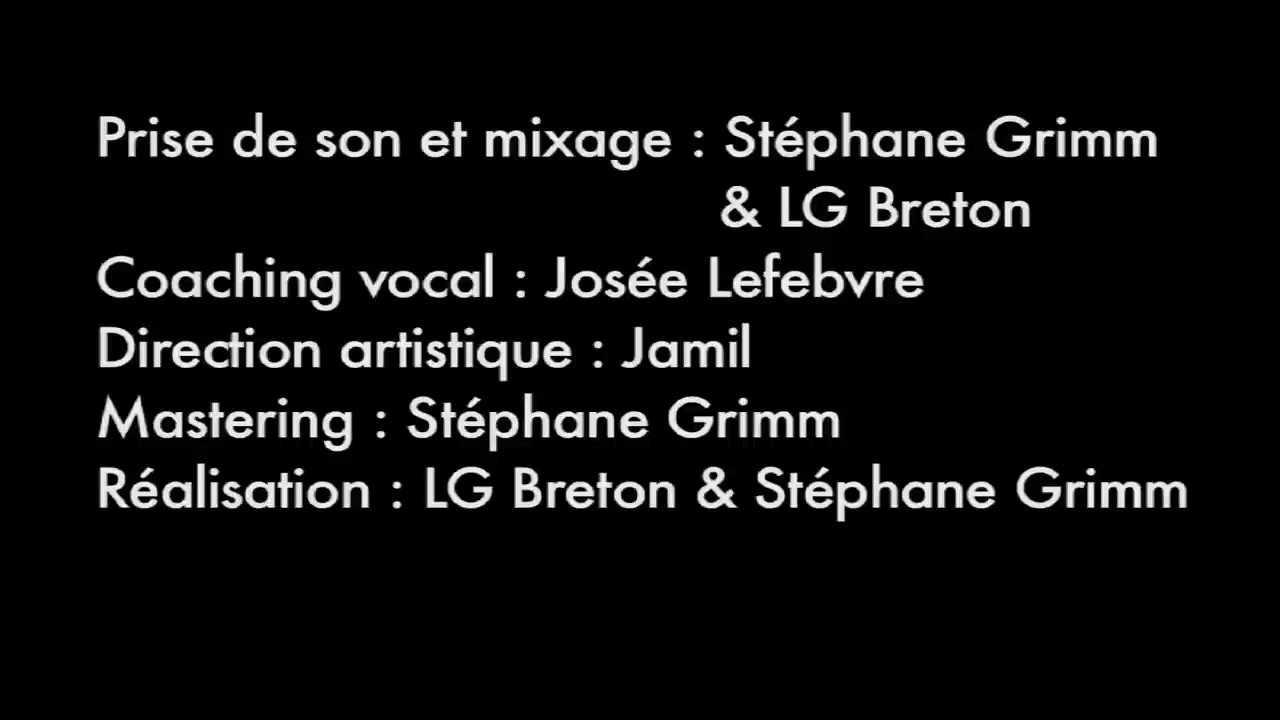 Prise de son et mixage : Stéphane Grimm
& LG Breton
Coaching vocal : Josée Lefebvre
Direction artistique : Jamil
Mastering : Stéphane Grimm
Réalisation : LG Breton & Stéphane Grimm